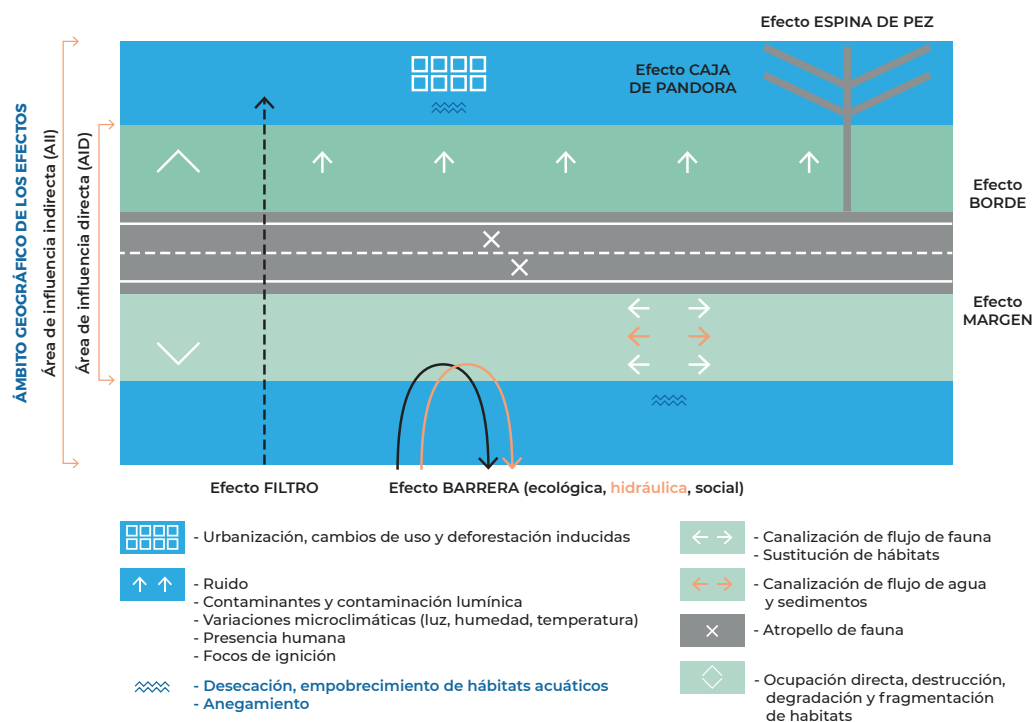 Efecto ESPINA DE PEZ
Efecto CAJA
DE PANDORA
ÁMBITO GEOGRÁFICO DE LOS EFECTOS
Área de influencia indirecta (AII)
Área de influencia directa (AID)
Efecto
BORDE
Efecto
MARGEN
Efecto FILTRO
Efecto BARRERA (ecológica, hidráulica, social)
- Urbanización, cambios de uso y deforestación inducidas
- Ruido
- Contaminantes y contaminación lumínica
- Variaciones microclimáticas (luz, humedad, temperatura)
- Presencia humana
- Focos de ignición
- Desecación, empobrecimiento de hábitats acuáticos
- Anegamiento
- Canalización de flujo de fauna
- Sustitución de hábitats
- Canalización de flujo de agua
y sedimentos
- Atropello de fauna
- Ocupación directa, destrucción,
degradación y fragmentación
de habitats